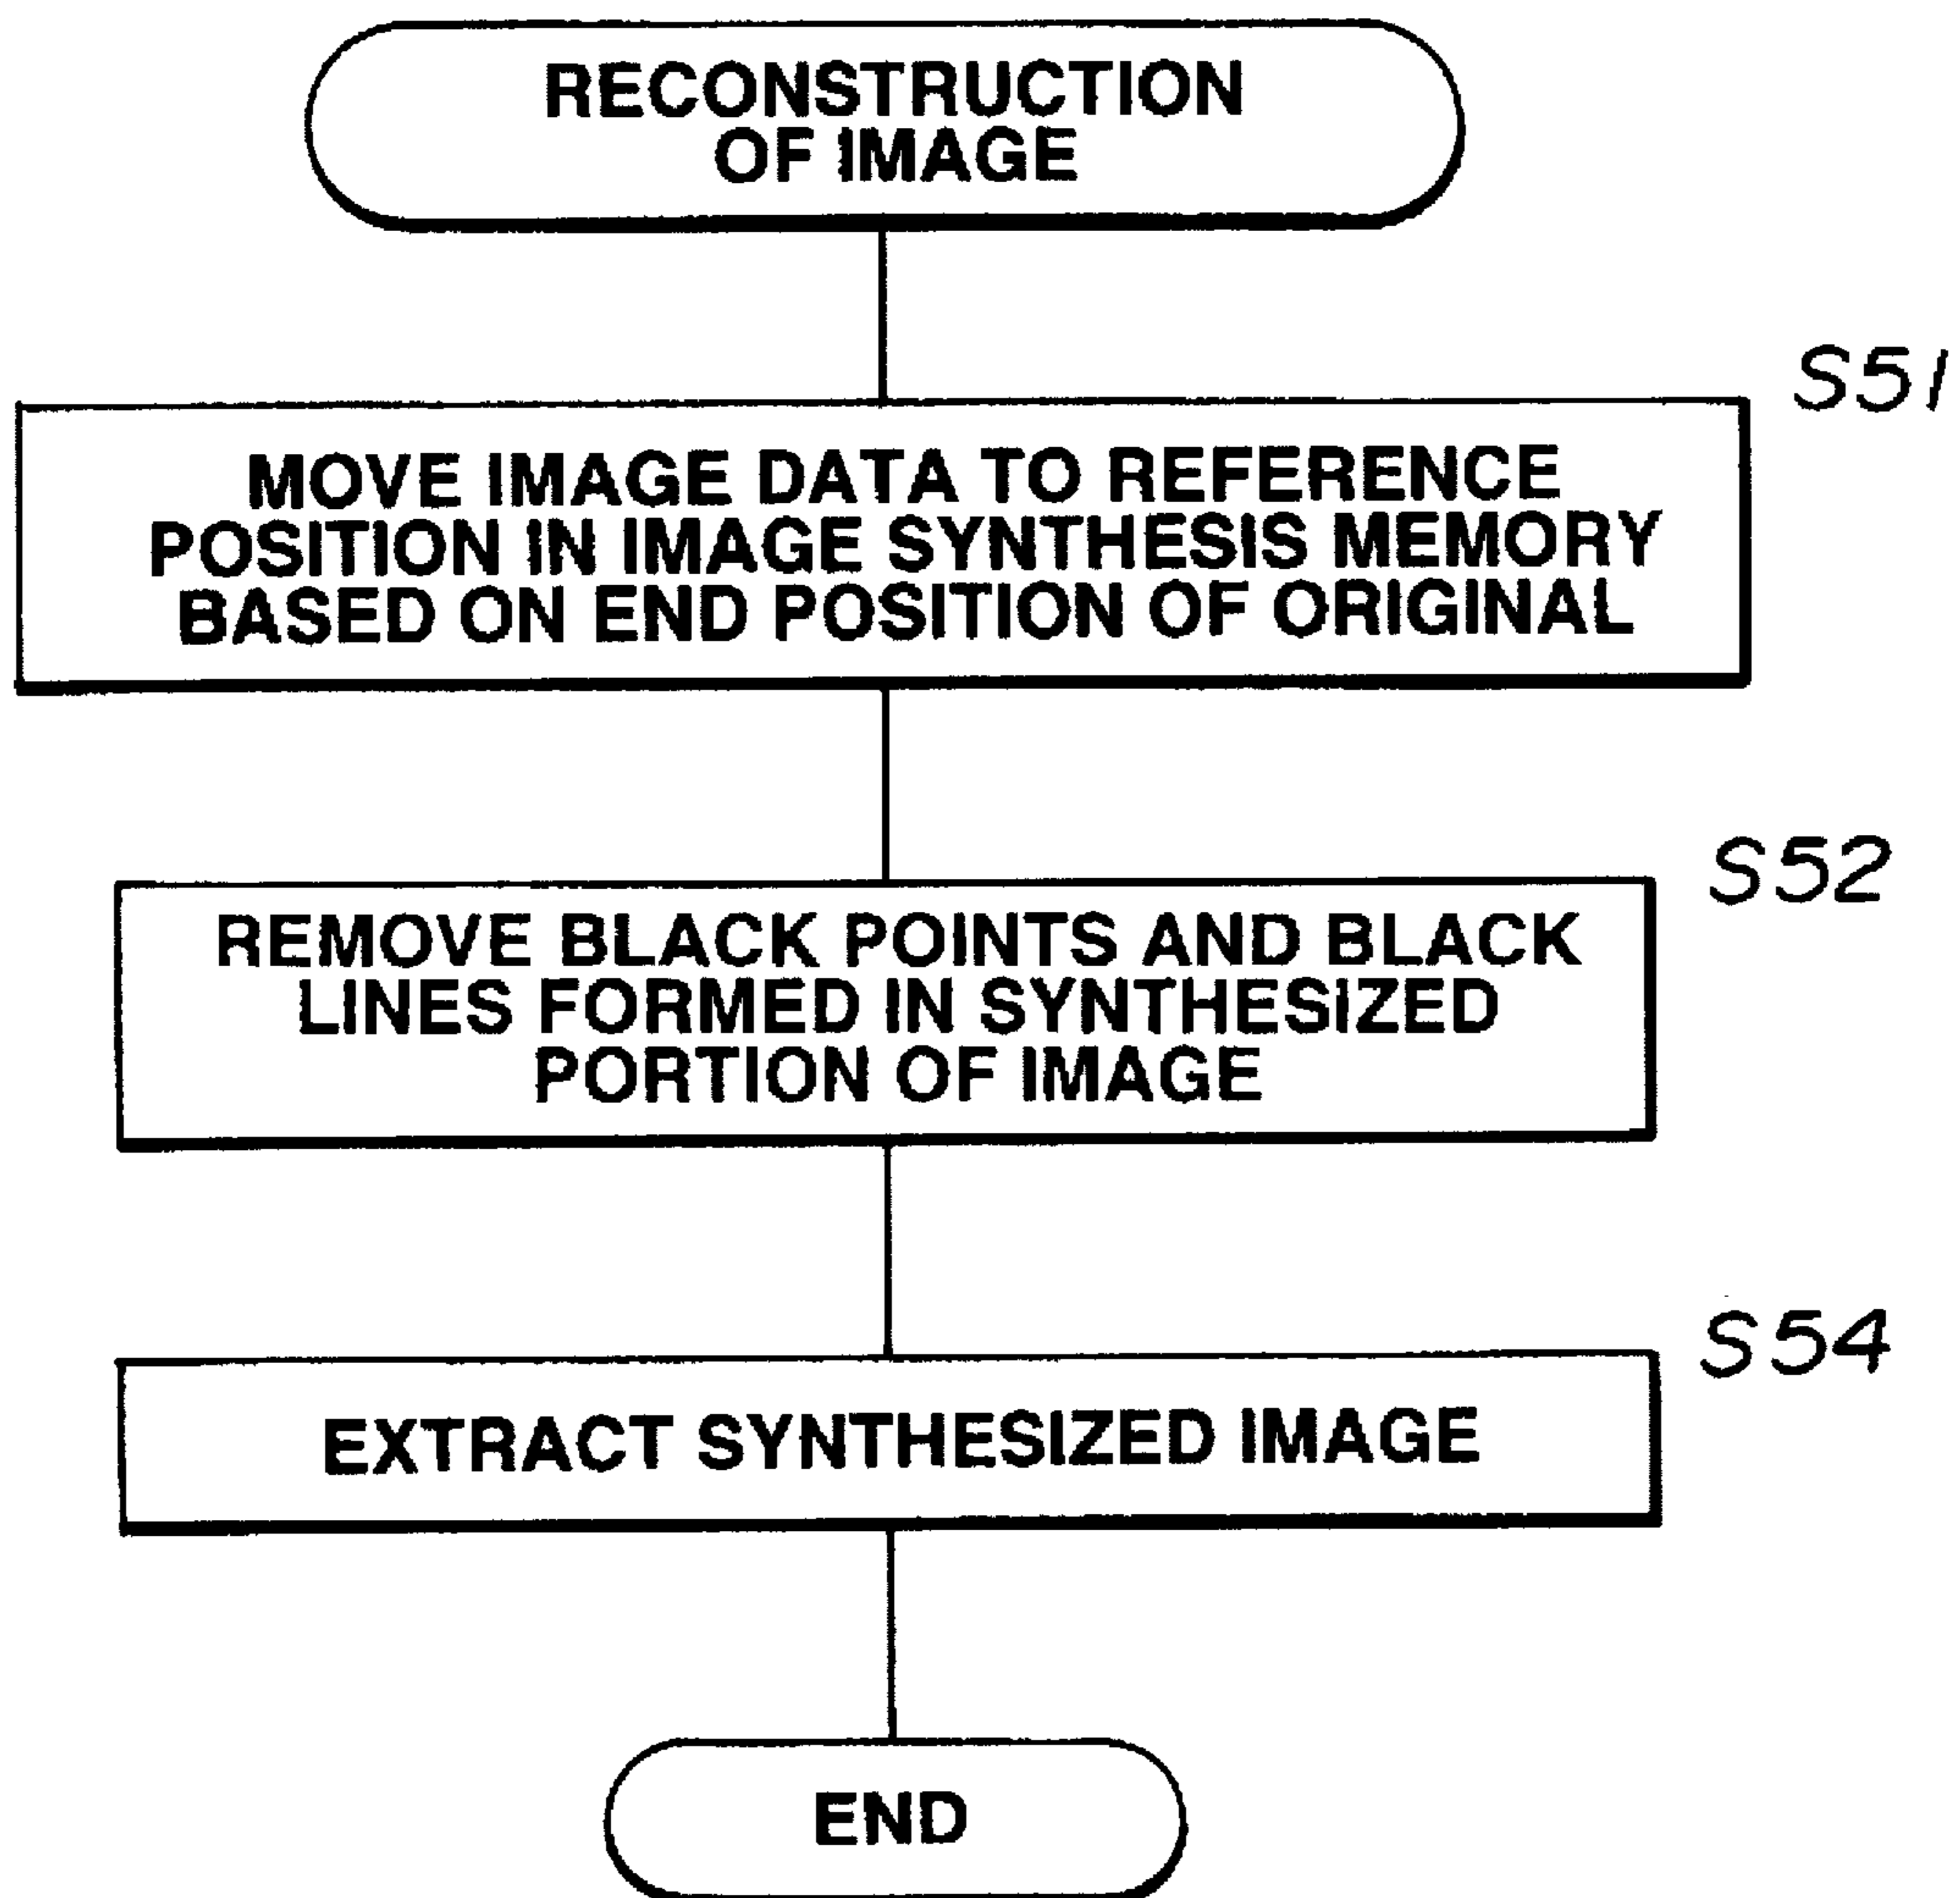 RECONSTRUCTION
OF IMAGE
S51
MOVE IMAGE DATA TO REFERENCE
POSITION IN IMAGE SYNTHESIS MEMORY
BASED ON END POSITION OF ORIGINAL
S52
REMOVE BLACK POINTS AND BLACK
LINES FORMED IN SYNTHESIZED
PORTION OF IMAGE
S54
EXTRACT SYNTHESIZED IMAGE
END